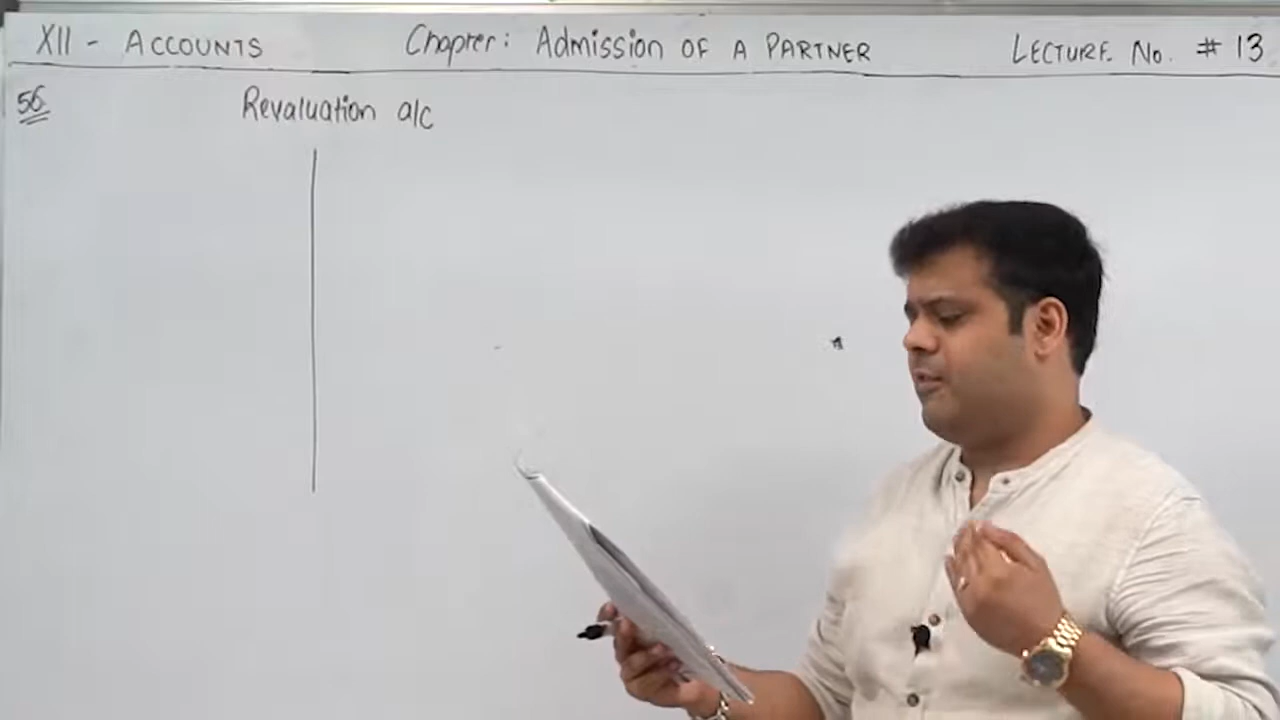 XII - ACCOUNTS Chapter: Admission OF A PARTNER LECTURE No. # 13
56 Revaluation a/c